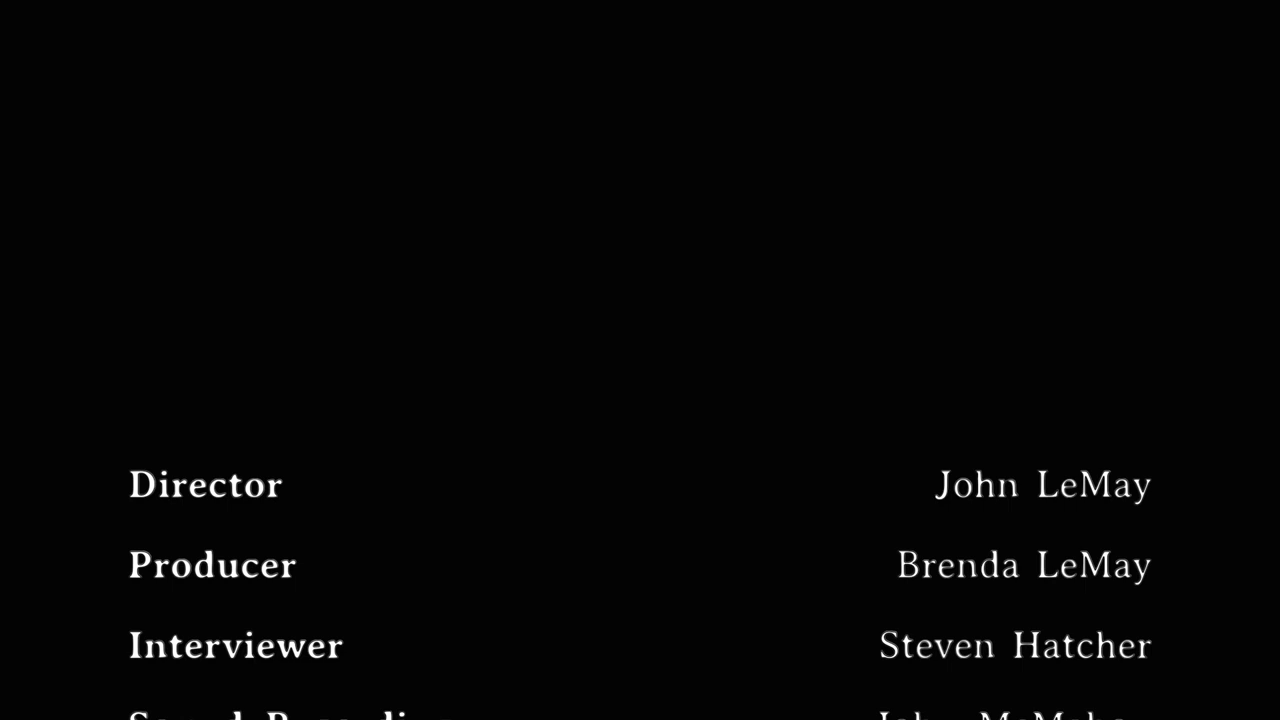 Director John LeMay
Producer Brenda LeMay
Interviewer Steven Hatcher